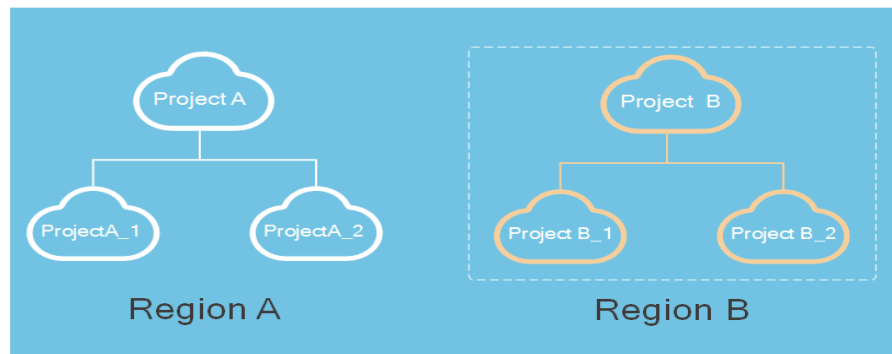 Project A
Project B
ProjectA_1
ProjectA_2
Project B_1
Project B_2
Region A
Region B